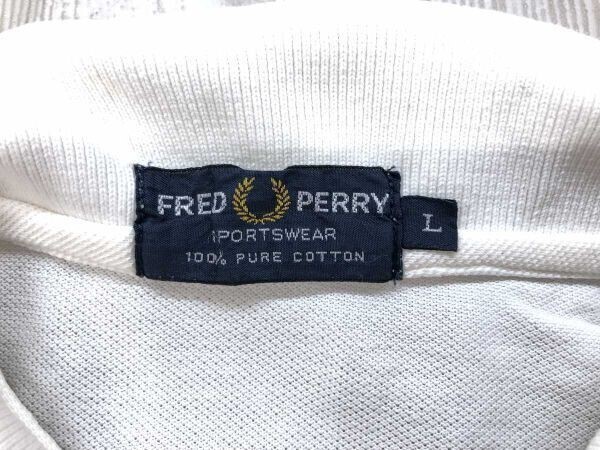 FRED PERRY
SPORTSWEAR
100% PURE COTTON
L